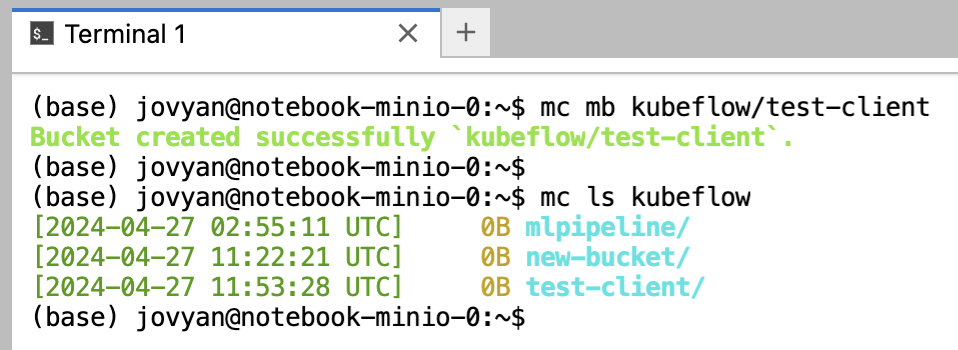 $_ Terminal 1 × +
(base) jovyan@notebook-minio-0:~$ mc mb kubeflow/test-client
Bucket created successfully `kubeflow/test-client`.
(base) jovyan@notebook-minio-0:~$
(base) jovyan@notebook-minio-0:~$ mc ls kubeflow
[2024-04-27 02:55:11 UTC]     0B mlpipeline/
[2024-04-27 11:22:21 UTC]     0B new-bucket/
[2024-04-27 11:53:28 UTC]     0B test-client/
(base) jovyan@notebook-minio-0:~$